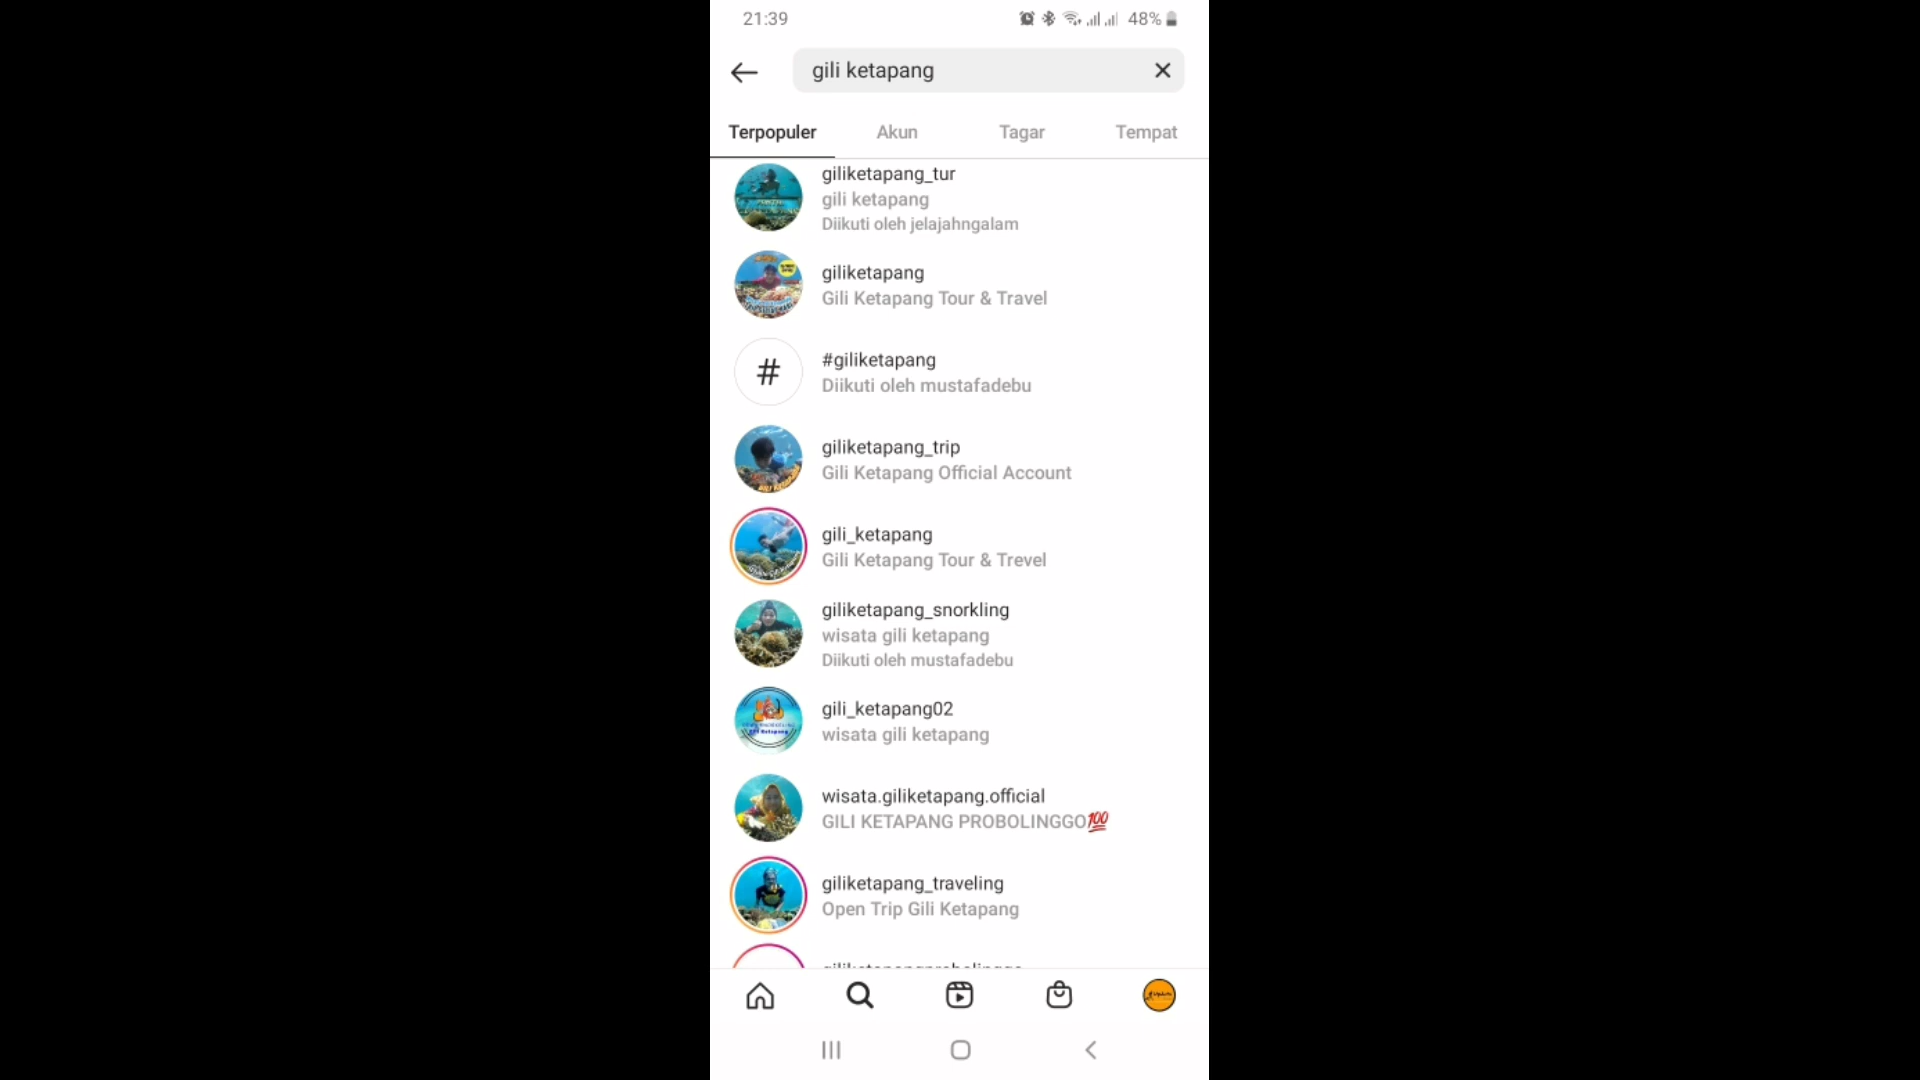 21:39
48%
gili ketapang
Terpopuler
Akun
Tagar
Tempat
giliketapang_tur
gili ketapang
Diikuti oleh jelajahngalam
giliketapang
Gili Ketapang Tour & Travel
#
#giliketapang
Diikuti oleh mustafadebu
giliketapang_trip
Gili Ketapang Official Account
gili_ketapang
Gili Ketapang Tour & Trevel
giliketapang_snorkling
wisata gili ketapang
Diikuti oleh mustafadebu
gili_ketapang02
wisata gili ketapang
wisata.giliketapang.official
GILI KETAPANG PROBOLINGGO💯
giliketapang_traveling
Open Trip Gili Ketapang